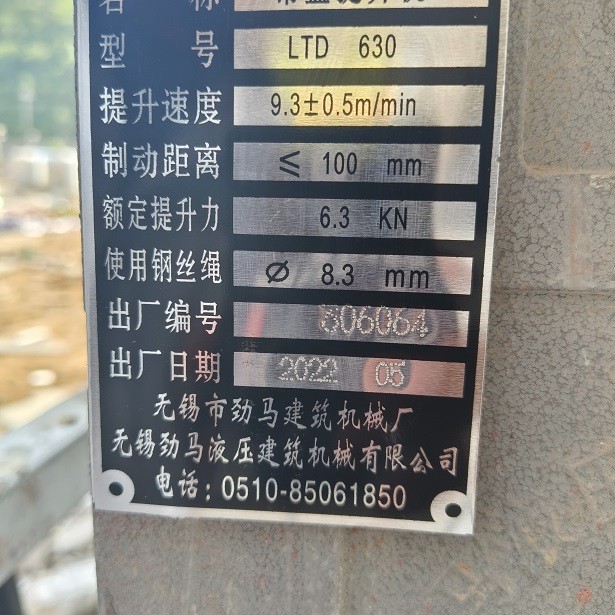 名 称
型 号 LTD 630
提升速度 9.3±0.5m/min
制动距离 ≤ 100 mm
额定提升力 6.3 KN
使用钢丝绳 Ø 8.3 mm
出厂编号 806064
出厂日期 2022 05
无锡市劲马建筑机械厂
无锡劲马液压建筑机械有限公司
电话：0510-85061850